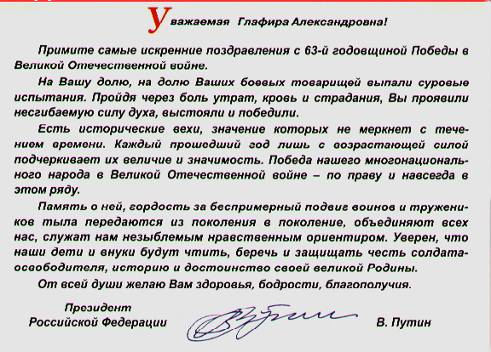 Уважаемая Глафира Александровна!
Примите самые искренние поздравления с 63-й годовщиной Победы в
Великой Отечественной войне.
На Вашу долю, на долю Ваших боевых товарищей выпали суровые
испытания. Пройдя через боль утрат, кровь и страдания, Вы проявили
несгибаемую силу духа, выстояли и победили.
Есть исторические вехи, значение которых не меркнет с тече-
нием времени. Каждый прошедший год лишь с возрастающей силой
подчеркивает их величие и значимость. Победа нашего многонациональ-
ного народа в Великой Отечественной войне – по праву и навсегда в
этом ряду.
Память о ней, гордость за беспримерный подвиг воинов и тружени-
ков тыла передаются из поколения в поколение, объединяют всех
нас, служат нам незыблемым нравственным ориентиром. Уверен, что
наши дети и внуки будут чтить, беречь и защищать честь солдата-
освободителя, историю и достоинство своей великой Родины.
От всей души желаю Вам здоровья, бодрости, благополучия.
Президент
Российской Федерации
В. Путин